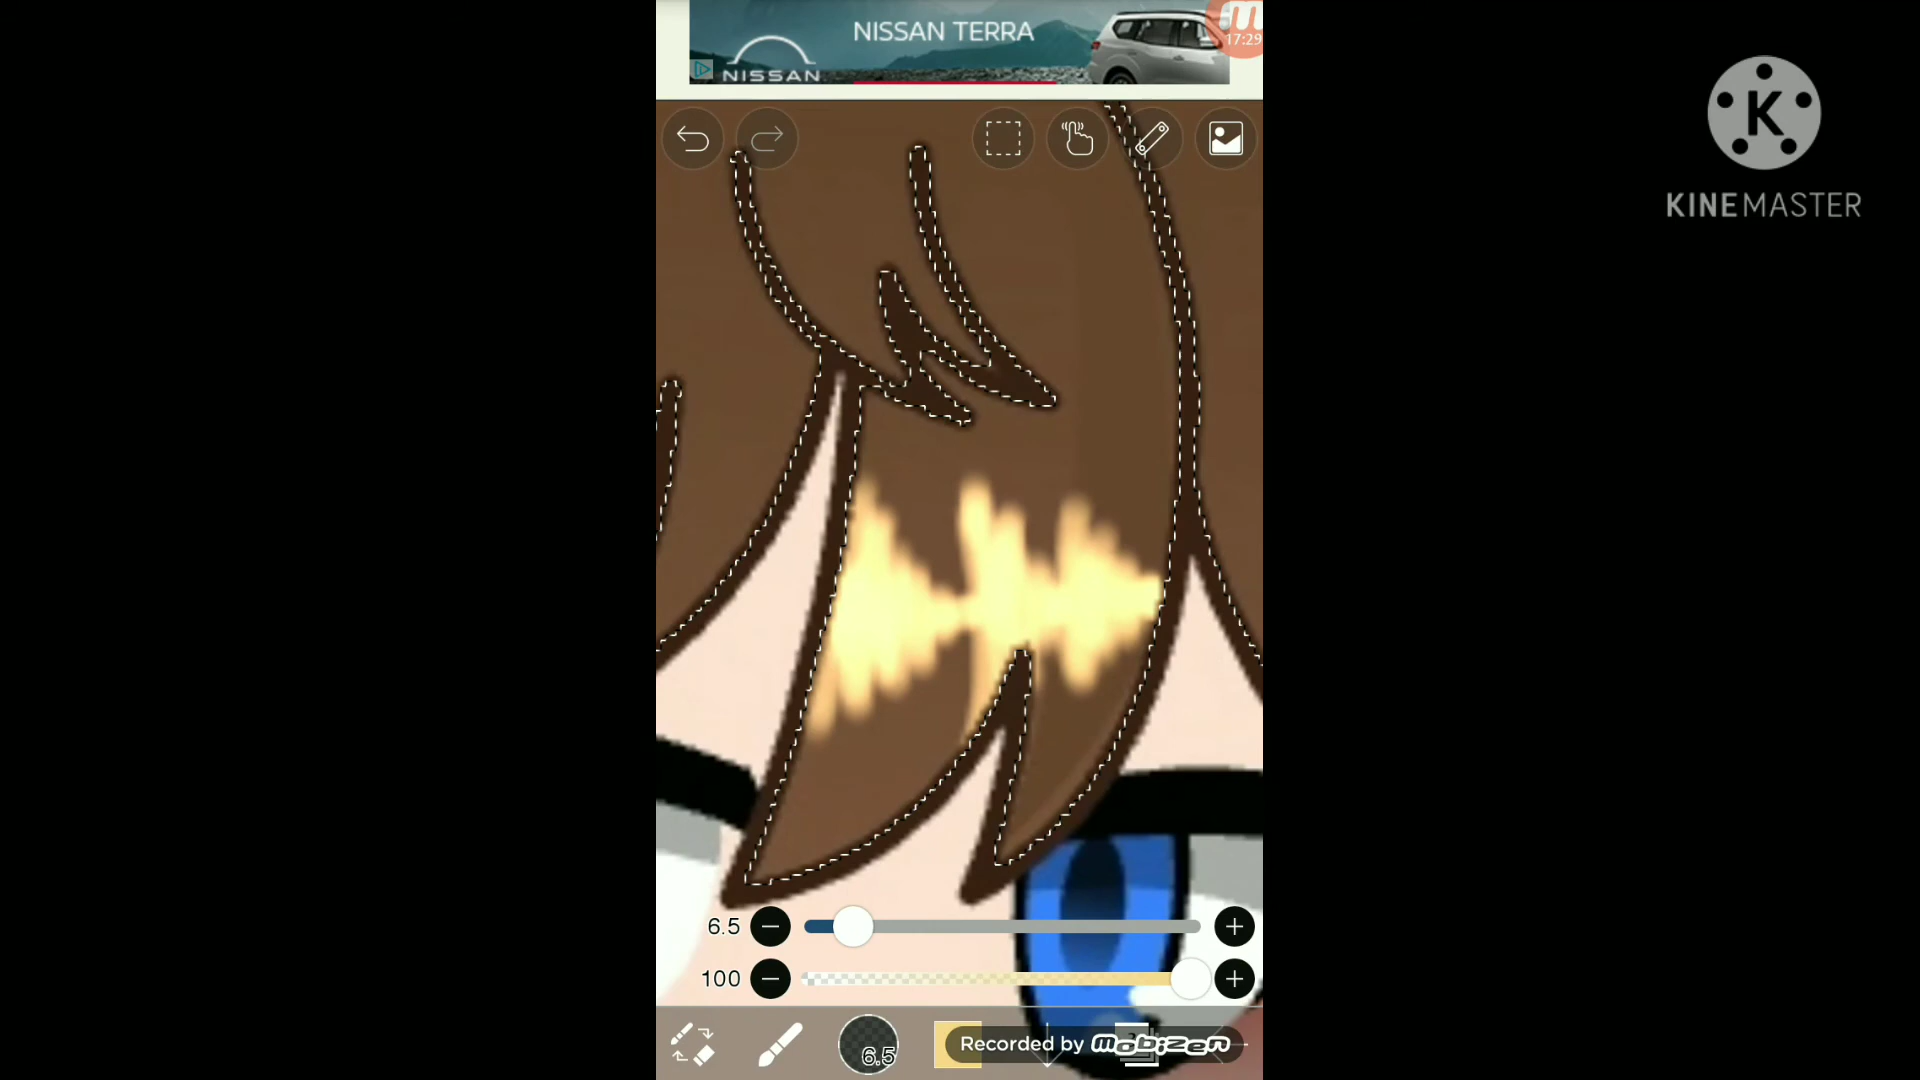 NISSAN TERRA
NISSAN
17:29
K
KINEMASTER
6.5
100
6.5
Recorded by mobizen